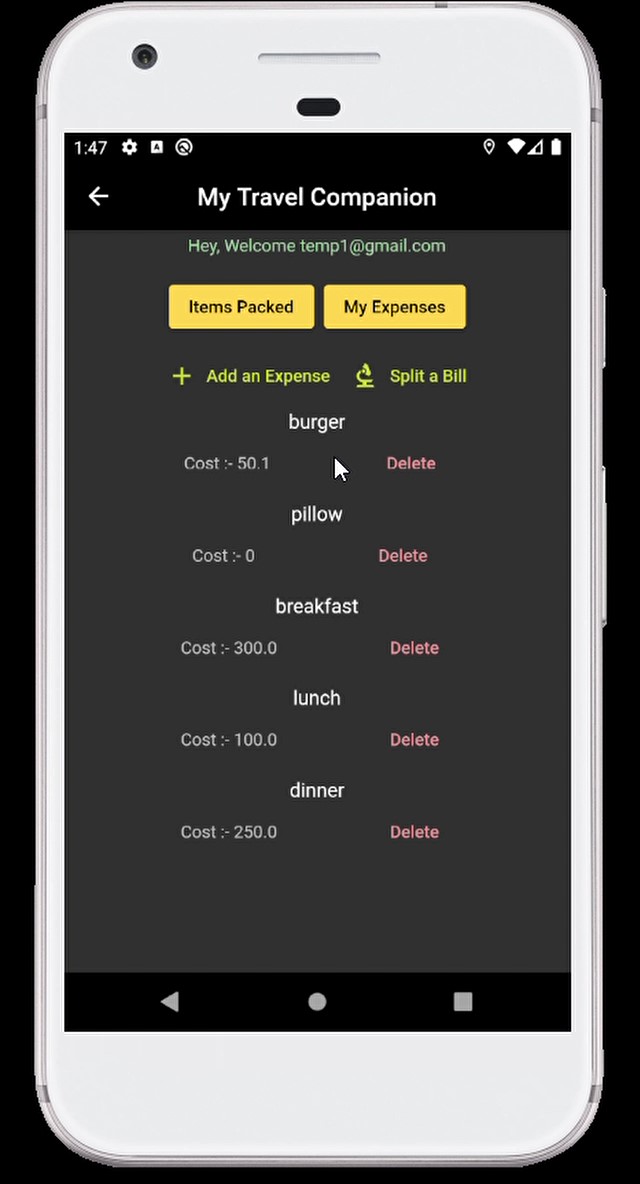 1:47
My Travel Companion
Hey, Welcome temp1@gmail.com
Items Packed My Expenses
Add an Expense Split a Bill
burger
Cost :- 50.1 Delete
pillow
Cost :- 0 Delete
breakfast
Cost :- 300.0 Delete
lunch
Cost :- 100.0 Delete
dinner
Cost :- 250.0 Delete